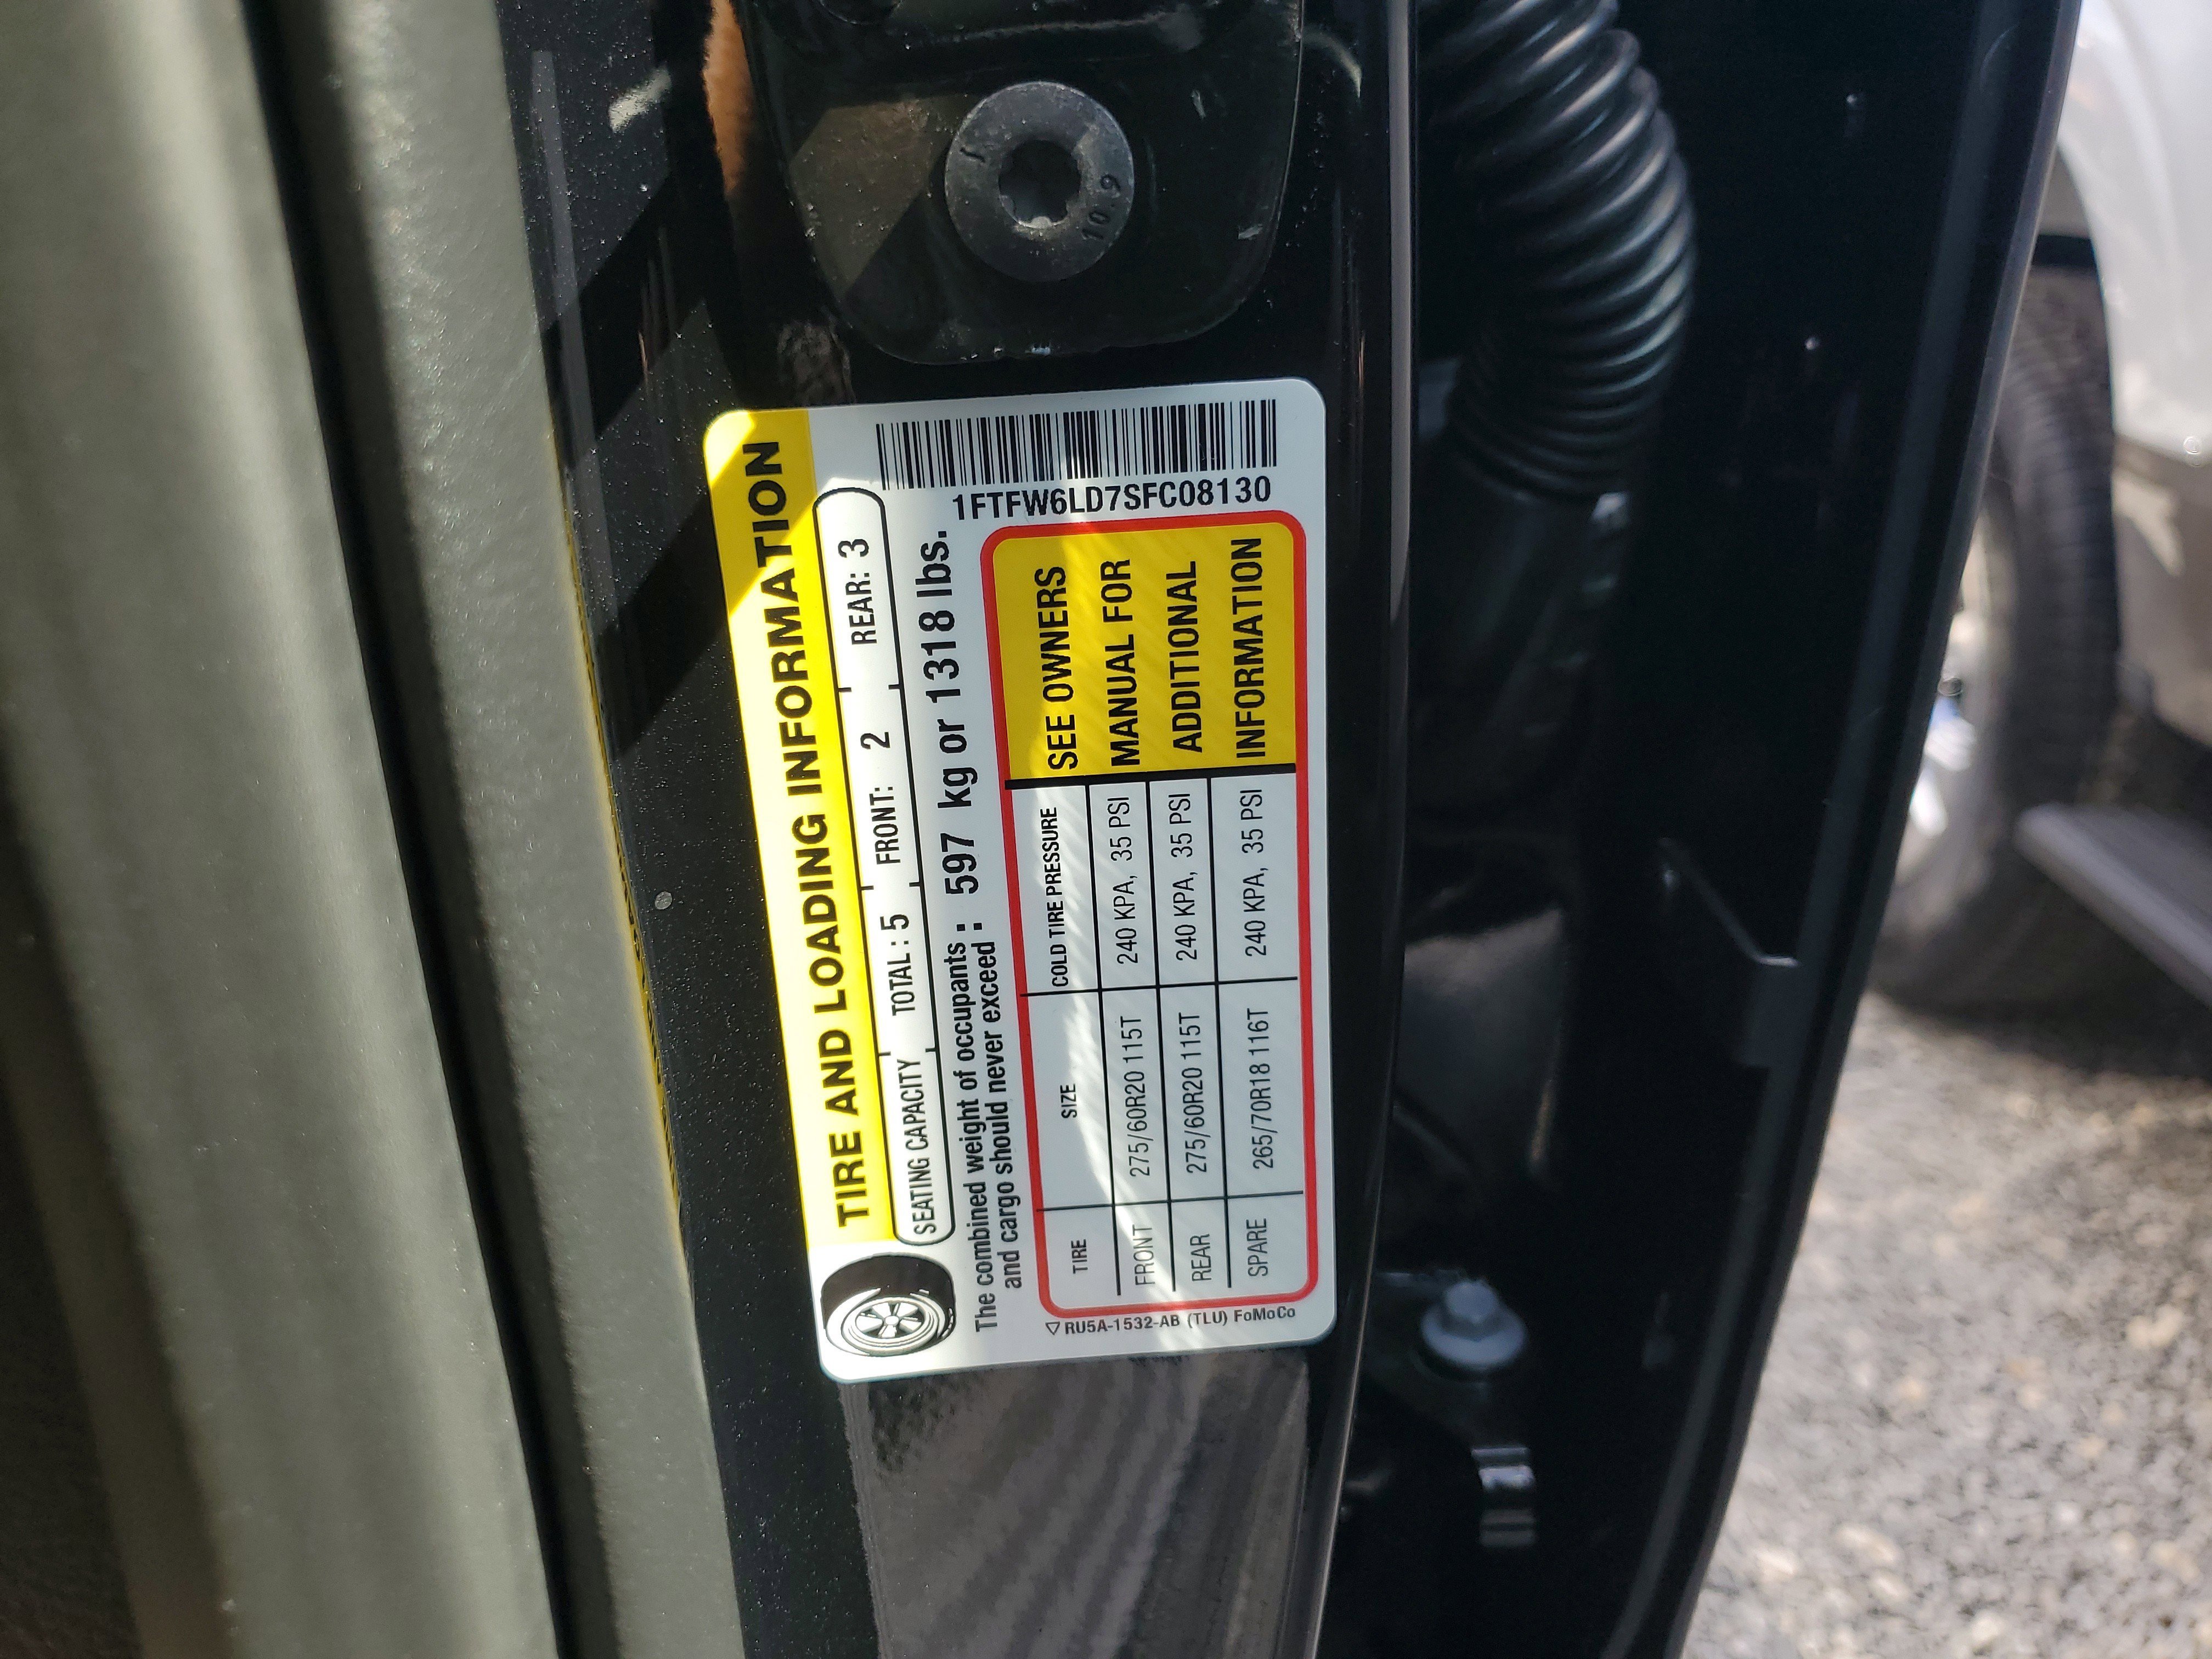 10.9
TIRE AND LOADING INFORMATION
SEATING CAPACITY TOTAL : 5 FRONT: 2 REAR: 3
The combined weight of occupants : 597 kg or 1318 lbs.
and cargo should never exceed :
1FTFW6LD7SFC08130
TIRE SIZE COLD TIRE PRESSURE
FRONT 275/60R20 115T 240 KPA, 35 PSI
REAR 275/60R20 115T 240 KPA, 35 PSI
SPARE 265/70R18 116T 240 KPA, 35 PSI
SEE OWNERS
MANUAL FOR
ADDITIONAL
INFORMATION
RU5A-1532-AB (TLU) FoMoCo